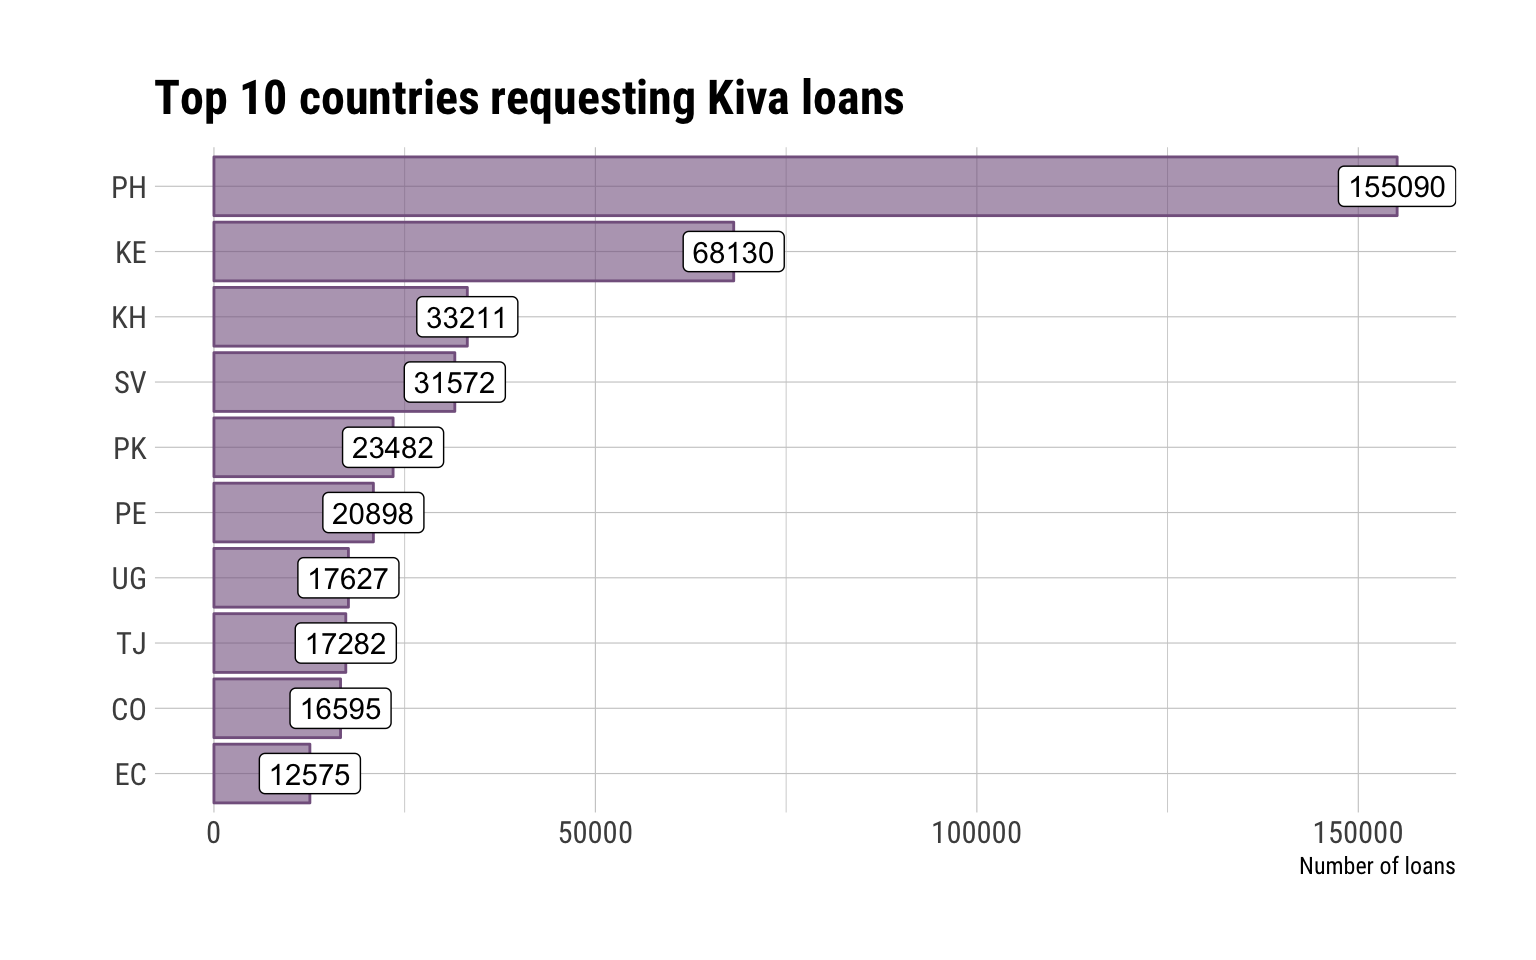 Top 10 countries requesting Kiva loans
PH 155090
KE 68130
KH 33211
SV 31572
PK 23482
PE 20898
UG 17627
TJ 17282
CO 16595
EC 12575
0 50000 100000 150000
Number of loans